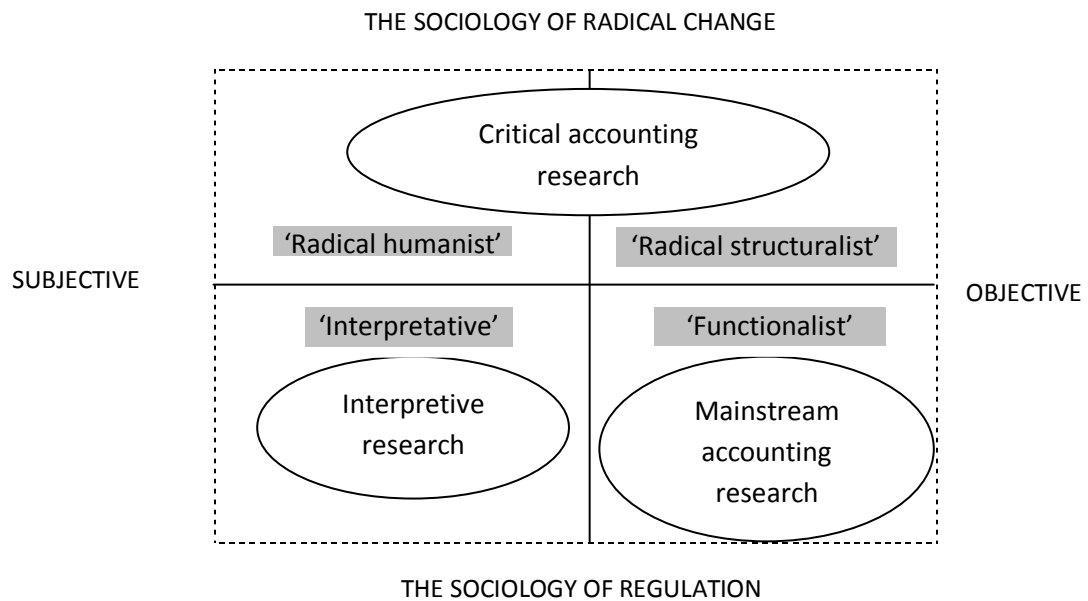 THE SOCIOLOGY OF RADICAL CHANGE
Critical accounting
research
‘Radical humanist’
‘Radical structuralist’
SUBJECTIVE
OBJECTIVE
‘Interpretative’
‘Functionalist’
Interpretive
research
Mainstream
accounting
research
THE SOCIOLOGY OF REGULATION